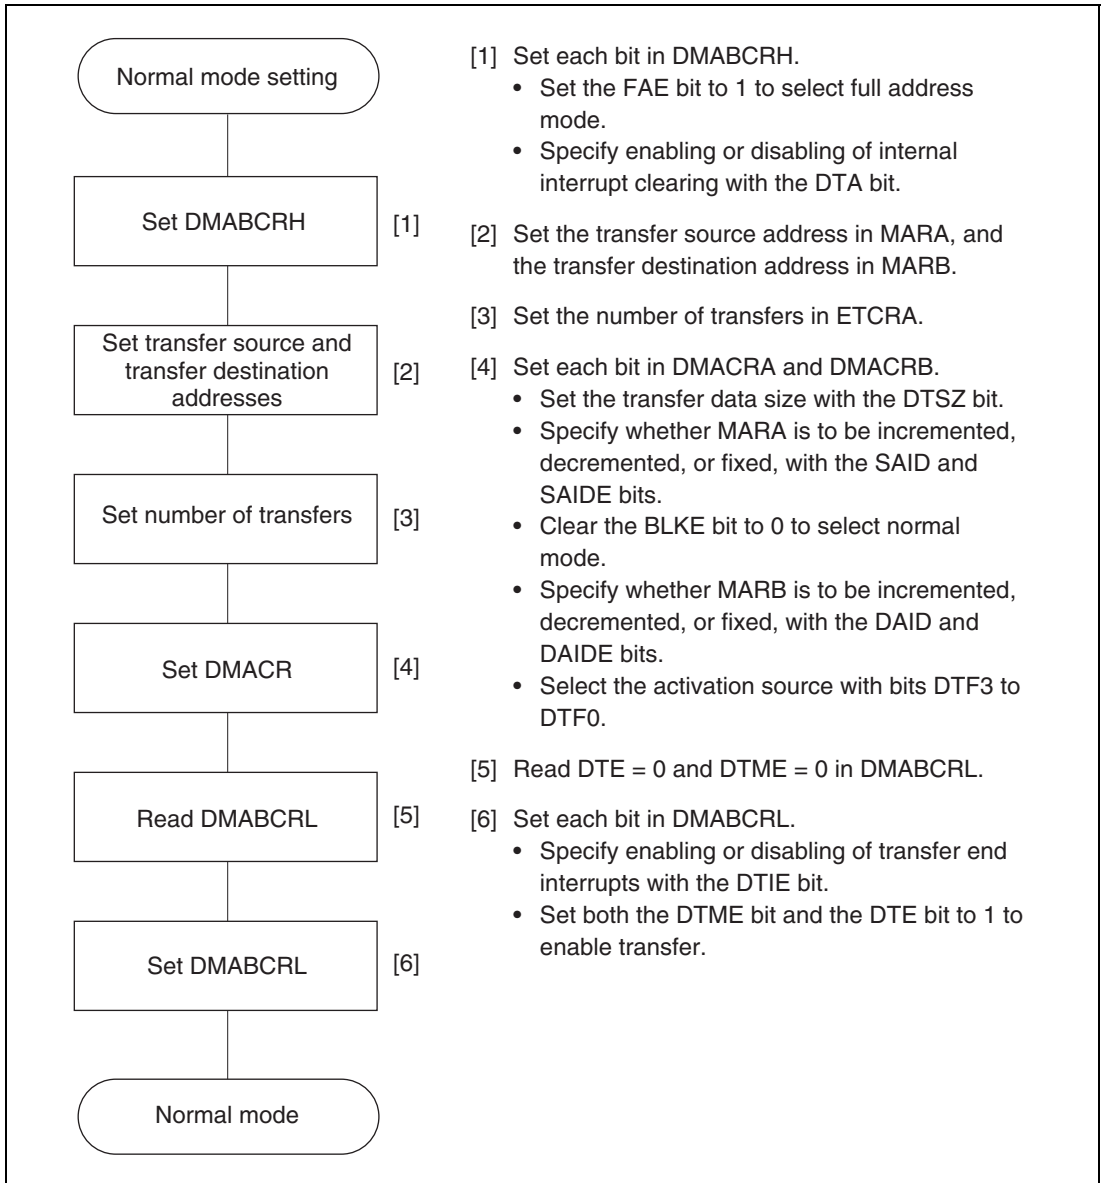 Normal mode setting
Set DMABCRH
[1]
Set transfer source and
transfer destination
addresses
[2]
Set number of transfers
[3]
Set DMACR
[4]
Read DMABCRL
[5]
Set DMABCRL
[6]
Normal mode
[1] Set each bit in DMABCRH.
• Set the FAE bit to 1 to select full address
mode.
• Specify enabling or disabling of internal
interrupt clearing with the DTA bit.
[2] Set the transfer source address in MARA, and
the transfer destination address in MARB.
[3] Set the number of transfers in ETCRA.
[4] Set each bit in DMACRA and DMACRB.
• Set the transfer data size with the DTSZ bit.
• Specify whether MARA is to be incremented,
decremented, or fixed, with the SAID and
SAIDE bits.
• Clear the BLKE bit to 0 to select normal
mode.
• Specify whether MARB is to be incremented,
decremented, or fixed, with the DAID and
DAIDE bits.
• Select the activation source with bits DTF3 to
DTF0.
[5] Read DTE = 0 and DTME = 0 in DMABCRL.
[6] Set each bit in DMABCRL.
• Specify enabling or disabling of transfer end
interrupts with the DTIE bit.
• Set both the DTME bit and the DTE bit to 1 to
enable transfer.